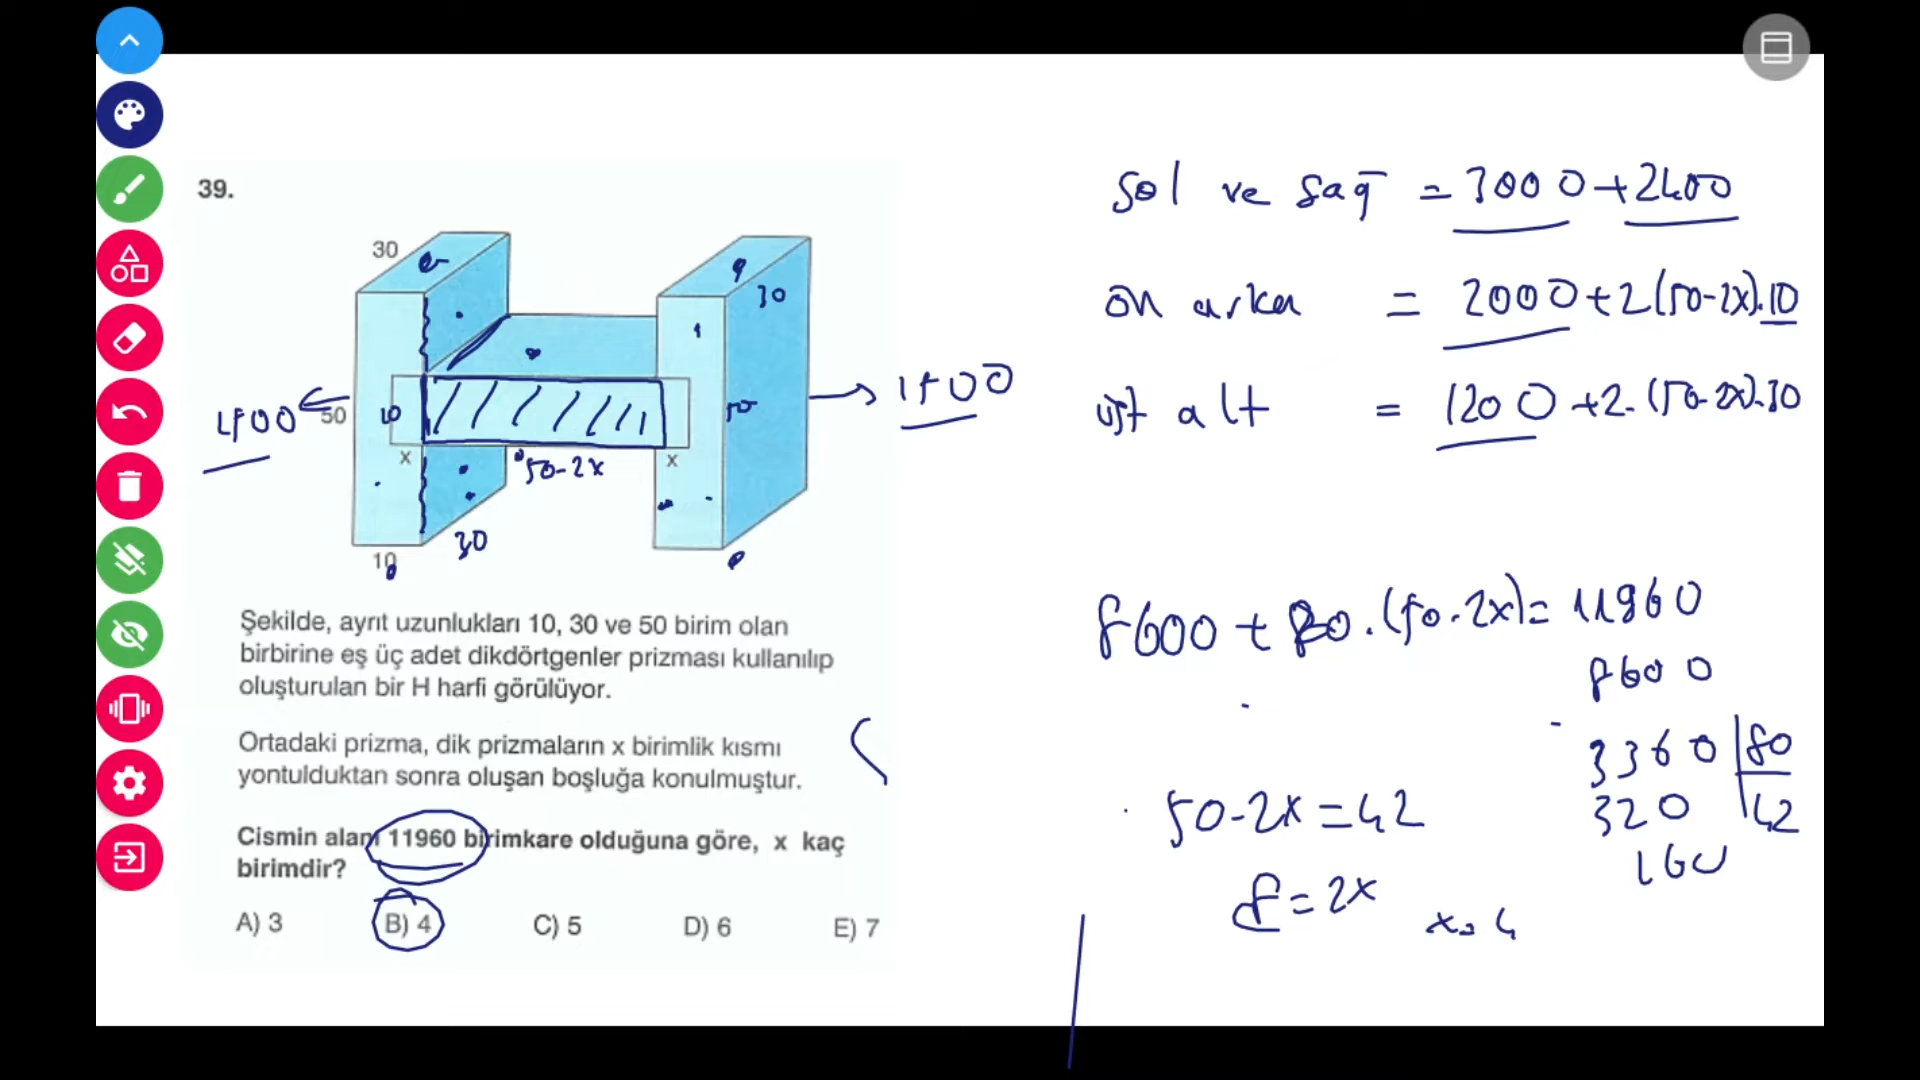 39.
30
30
50
1500
1500
10
50
x
x
50-2x
10
30
Şekilde, ayrıt uzunlukları 10, 30 ve 50 birim olan
birbirine eş üç adet dikdörtgenler prizması kullanılıp
oluşturulan bir H harfi görülüyor.
Ortadaki prizma, dik prizmaların x birimlik kısmı
yontulduktan sonra oluşan boşluğa konulmuştur.
Cismin alanı 11960 birimkare olduğuna göre, x kaç
birimdir?
A) 3
B) 4
C) 5
D) 6
E) 7
sol ve sağ = 3000+2400
ön arka = 2000+2(50-2x).10
üst alt = 1200+2.(50-2x).30
8600 + 80.(50-2x)= 11960
8600
-
3360 80
320 42
160
50-2x=42
8=2x
x=4